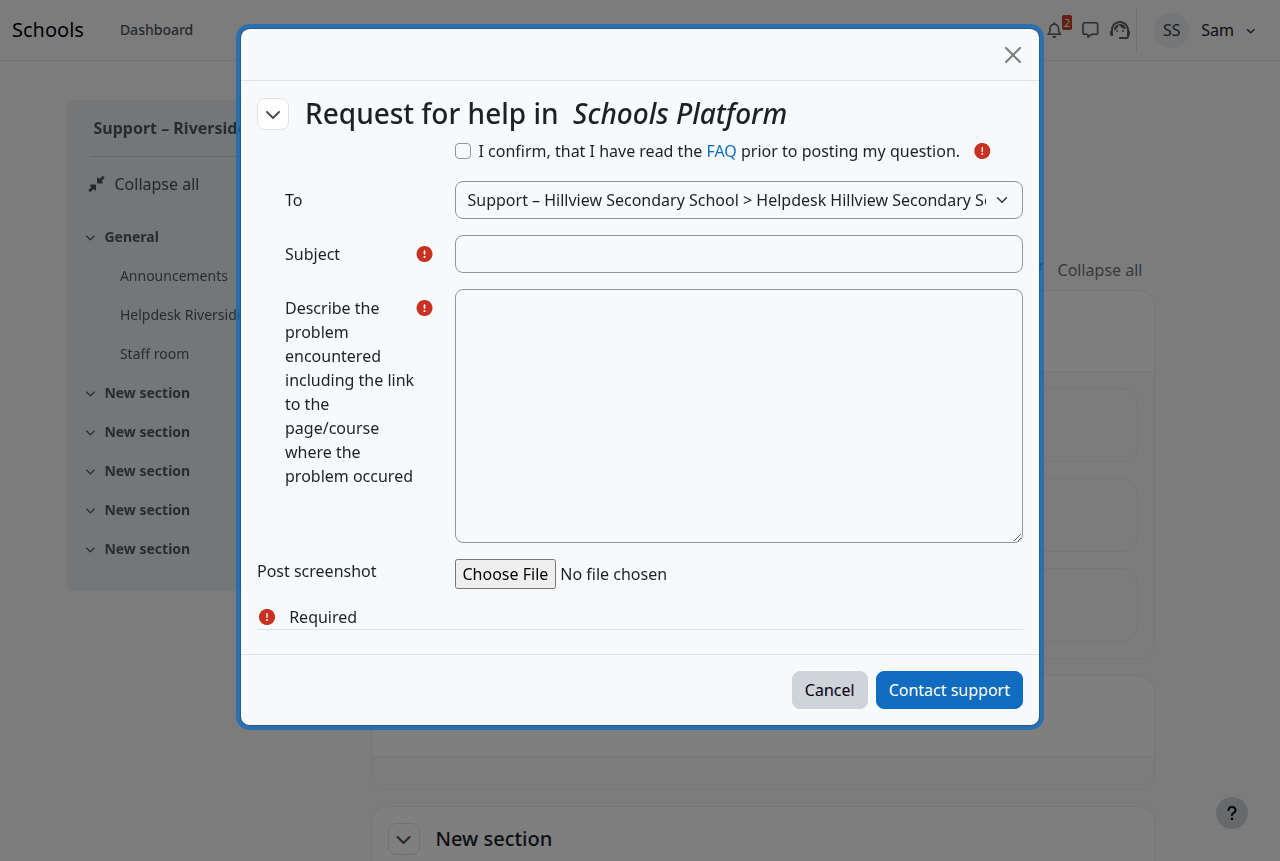 Schools
Dashboard
2
SS
Sam
Request for help in Schools Platform
I confirm, that I have read the FAQ prior to posting my question.
To
Support – Hillview Secondary School > Helpdesk Hillview Secondary
Subject
Describe the
problem
encountered
including the link
to the
page/course
where the
problem occured
Post screenshot
Choose File No file chosen
Required
Cancel
Contact support
Support –
Collapse all
General
Announcements
Helpdesk
Staff room
New section
New section
New section
New section
New section
Collapse all
New section
?